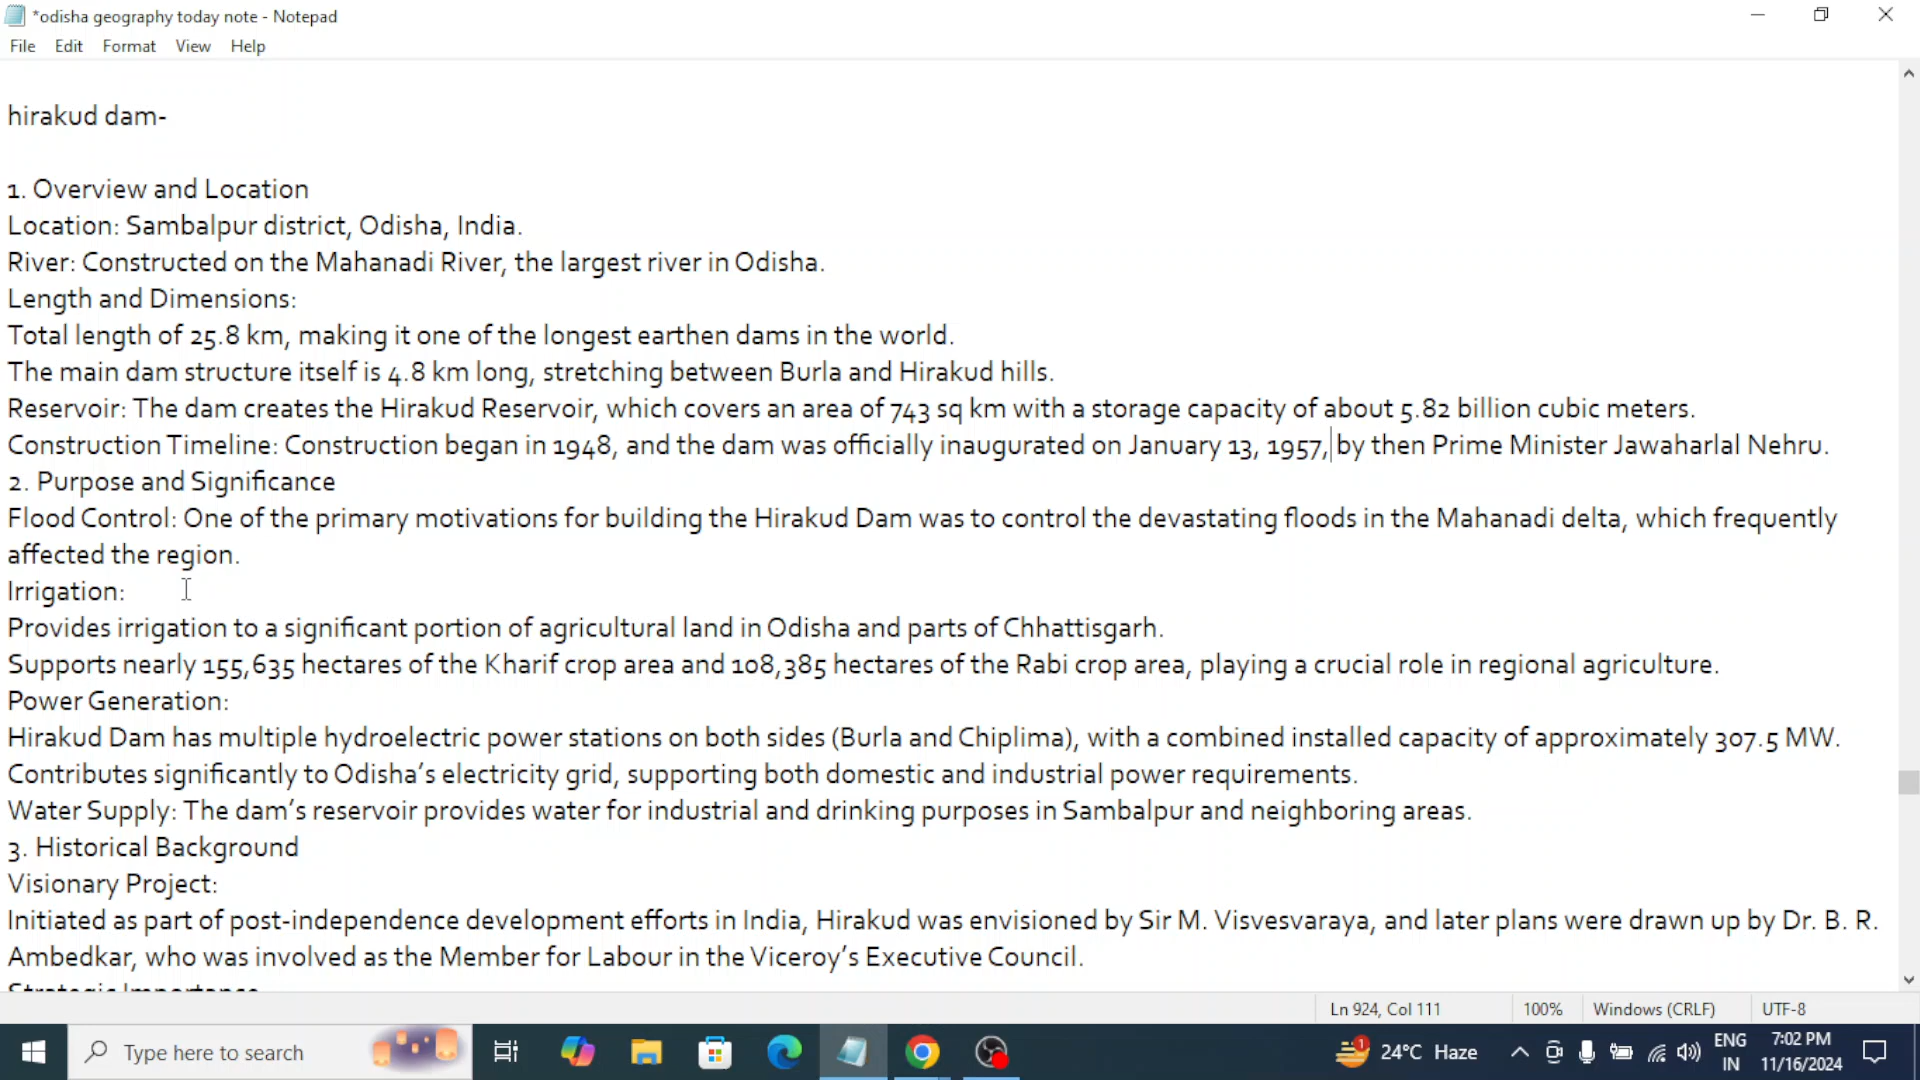 *odisha geography today note - Notepad
File Edit Format View Help
hirakud dam-
1. Overview and Location
Location: Sambalpur district, Odisha, India.
River: Constructed on the Mahanadi River, the largest river in Odisha.
Length and Dimensions:
Total length of 25.8 km, making it one of the longest earthen dams in the world.
The main dam structure itself is 4.8 km long, stretching between Burla and Hirakud hills.
Reservoir: The dam creates the Hirakud Reservoir, which covers an area of 743 sq km with a storage capacity of about 5.82 billion cubic meters.
Construction Timeline: Construction began in 1948, and the dam was officially inaugurated on January 13, 1957, by then Prime Minister Jawaharlal Nehru.
2. Purpose and Significance
Flood Control: One of the primary motivations for building the Hirakud Dam was to control the devastating floods in the Mahanadi delta, which frequently
affected the region.
Irrigation:
Provides irrigation to a significant portion of agricultural land in Odisha and parts of Chhattisgarh.
Supports nearly 155,635 hectares of the Kharif crop area and 108,385 hectares of the Rabi crop area, playing a crucial role in regional agriculture.
Power Generation:
Hirakud Dam has multiple hydroelectric power stations on both sides (Burla and Chiplima), with a combined installed capacity of approximately 307.5 MW.
Contributes significantly to Odisha's electricity grid, supporting both domestic and industrial power requirements.
Water Supply: The dam's reservoir provides water for industrial and drinking purposes in Sambalpur and neighboring areas.
3. Historical Background
Visionary Project:
Initiated as part of post-independence development efforts in India, Hirakud was envisioned by Sir M. Visvesvaraya, and later plans were drawn up by Dr. B. R.
Ambedkar, who was involved as the Member for Labour in the Viceroy's Executive Council.
Strategic Importance
Ln 924, Col 111 100% Windows (CRLF) UTF-8
Type here to search 1 24°C Haze ENG IN 7:02 PM 11/16/2024